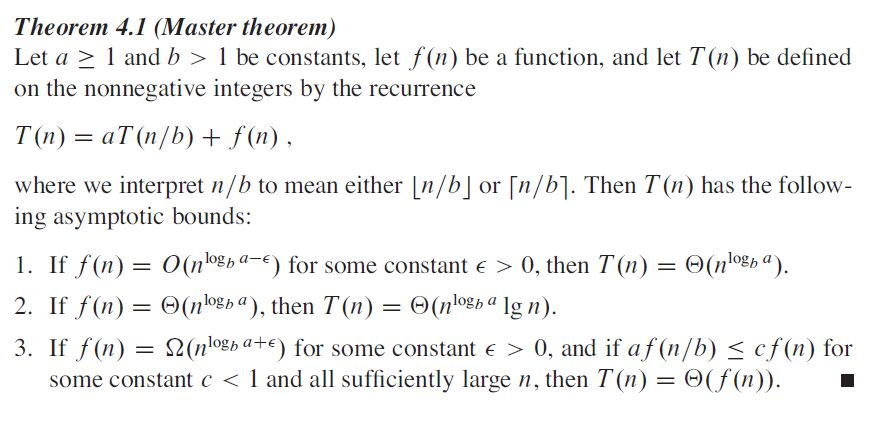 Theorem 4.1 (Master theorem)
Let a ≥ 1 and b > 1 be constants, let f(n) be a function, and let T(n) be defined
on the nonnegative integers by the recurrence
T(n) = aT(n/b) + f(n) ,
where we interpret n/b to mean either ⌊n/b⌋ or ⌈n/b⌉. Then T(n) has the follow-
ing asymptotic bounds:
1. If f(n) = O(n^{log_b a−ϵ}) for some constant ϵ > 0, then T(n) = Θ(n^{log_b a}).
2. If f(n) = Θ(n^{log_b a}), then T(n) = Θ(n^{log_b a} lg n).
3. If f(n) = Ω(n^{log_b a+ϵ}) for some constant ϵ > 0, and if af(n/b) ≤ cf(n) for
some constant c < 1 and all sufficiently large n, then T(n) = Θ(f(n)). ■